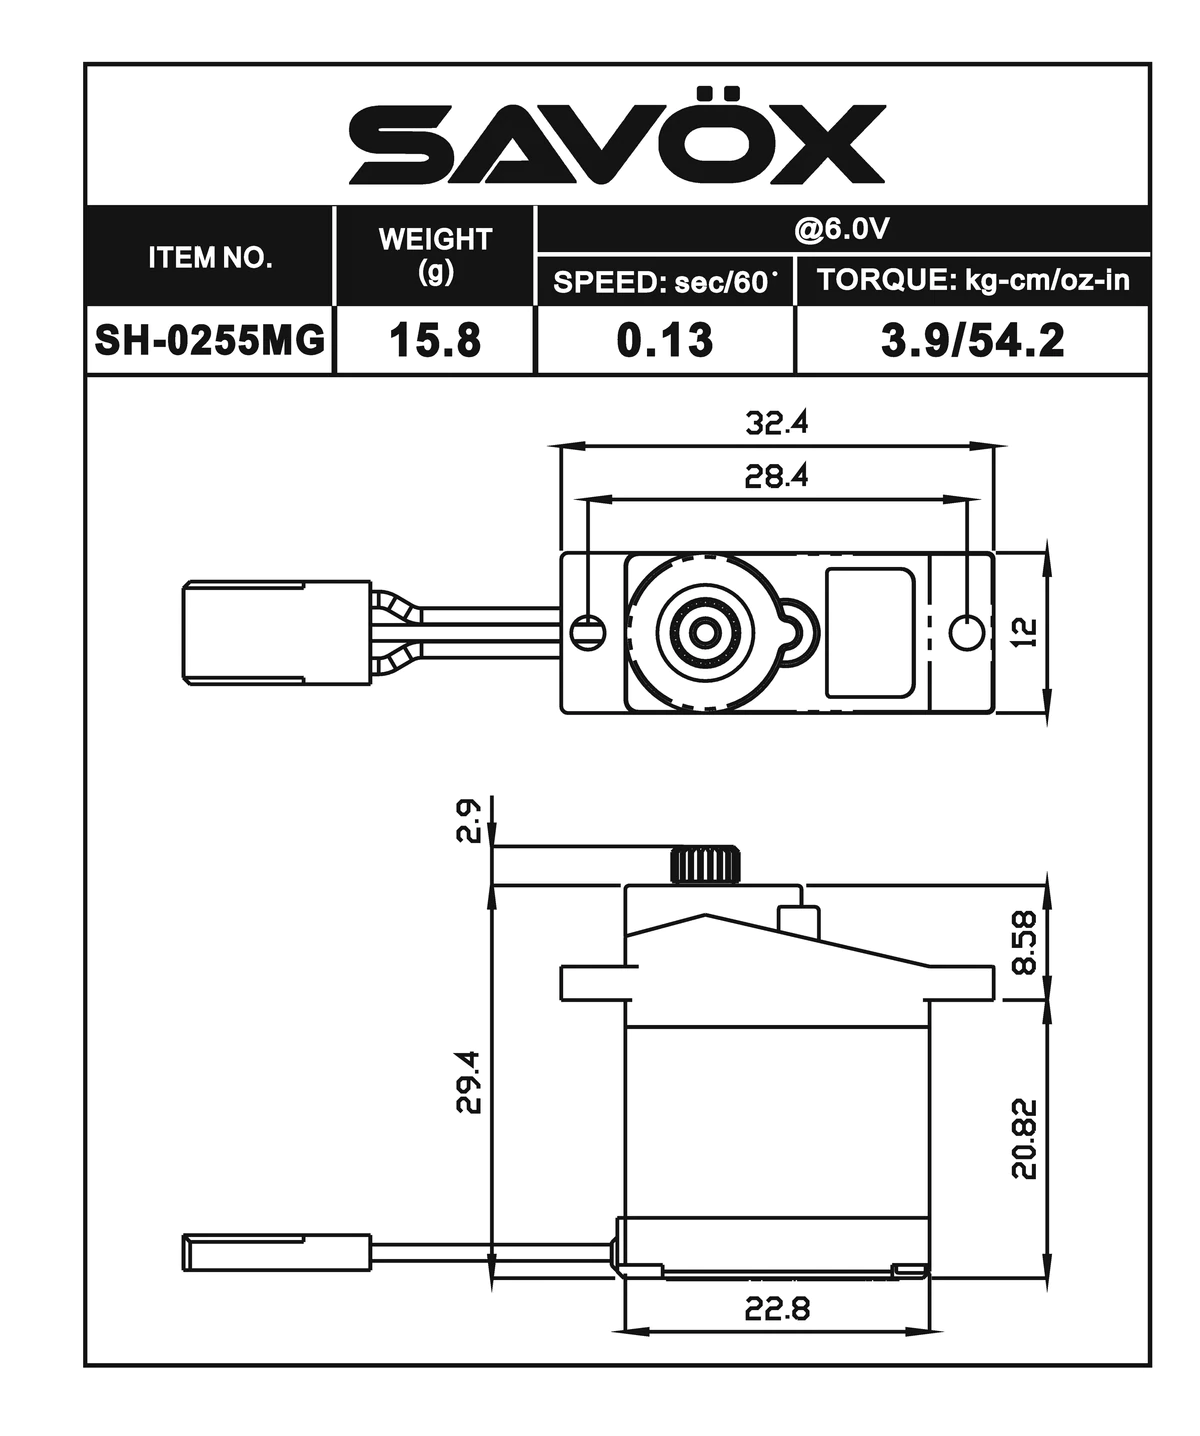 SAVÖX
ITEM NO.
WEIGHT
(g)
@6.0V
SPEED: sec/60°
TORQUE: kg-cm/oz-in
SH-0255MG
15.8
0.13
3.9/54.2
32.4
28.4
12
2.9
8.58
29.4
20.82
22.8